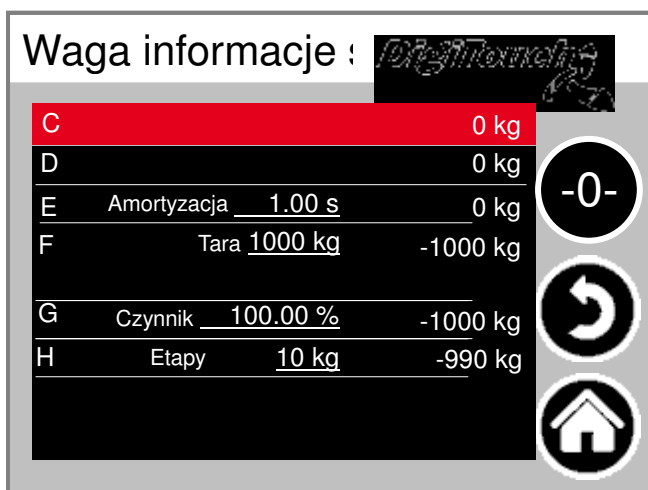 Waga informacje
DigiTouch
C 0 kg
D 0 kg
E Amortyzacja 1.00 s 0 kg
F Tara 1000 kg -1000 kg
G Czynnik 100.00 % -1000 kg
H Etapy 10 kg -990 kg
-0-